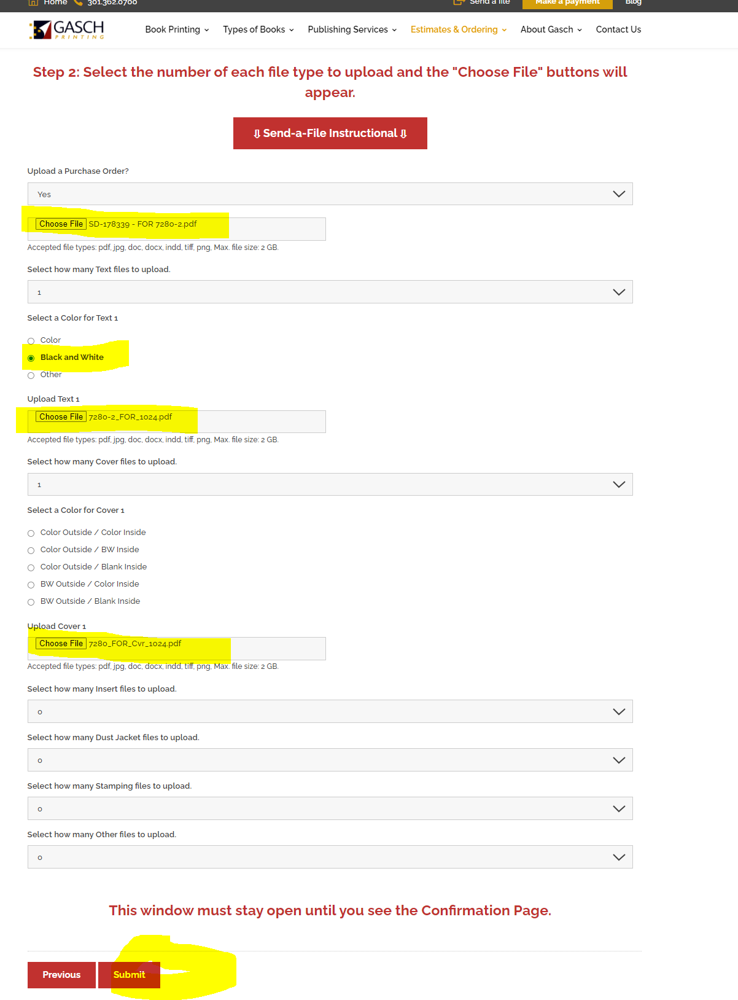 Home 301.362.0700 Send a file Make a payment Blog
GASCH
PRINTING
Book Printing Types of Books Publishing Services Estimates & Ordering About Gasch Contact Us
Step 2: Select the number of each file type to upload and the "Choose File" buttons will
appear.
⇩ Send-a-File Instructional ⇩
Upload a Purchase Order?
Yes
Choose File SD-178339 - FOR 7280-2.pdf
Accepted file types: pdf, jpg, doc, docx, indd, tiff, png, Max. file size: 2 GB.
Select how many Text files to upload.
1
Select a Color for Text 1
Color
Black and White
Other
Upload Text 1
Choose File 7280-2_FOR_1024.pdf
Accepted file types: pdf, jpg, doc, docx, indd, tiff, png, Max. file size: 2 GB.
Select how many Cover files to upload.
1
Select a Color for Cover 1
Color Outside / Color Inside
Color Outside / BW Inside
Color Outside / Blank Inside
BW Outside / Color Inside
BW Outside / Blank Inside
Upload Cover 1
Choose File 7280_FOR_Cvr_1024.pdf
Accepted file types: pdf, jpg, doc, docx, indd, tiff, png, Max. file size: 2 GB.
Select how many Insert files to upload.
0
Select how many Dust Jacket files to upload.
0
Select how many Stamping files to upload.
0
Select how many Other files to upload.
0
This window must stay open until you see the Confirmation Page.
Previous Submit